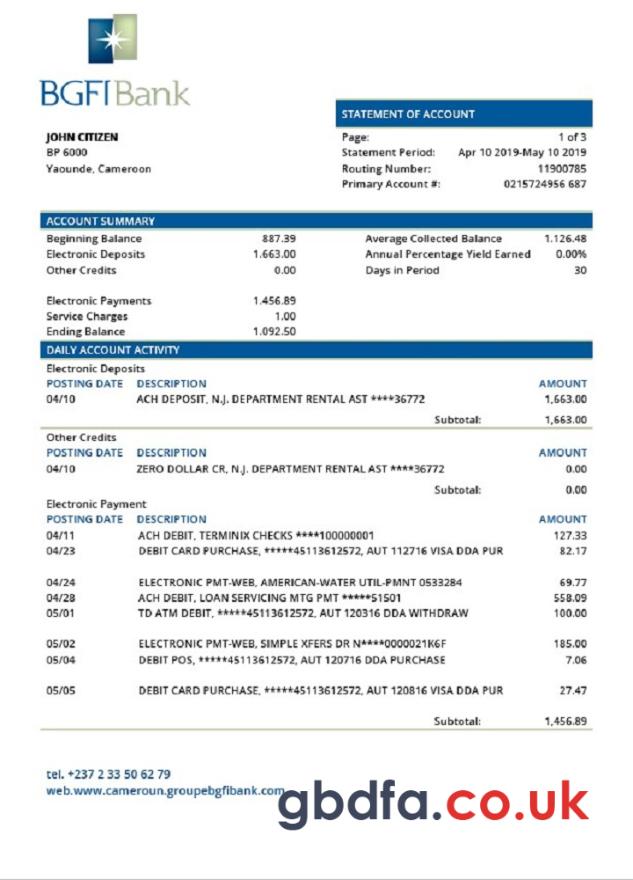 BGFIBank
STATEMENT OF ACCOUNT
JOHN CITIZEN
BP 6000
Yaounde, Cameroon
Page: 1 of 3
Statement Period: Apr 10 2019-May 10 2019
Routing Number: 11900785
Primary Account #: 0215724956 687
ACCOUNT SUMMARY
Beginning Balance 887.39 Average Collected Balance 1.126.48
Electronic Deposits 1.663.00 Annual Percentage Yield Earned 0.00%
Other Credits 0.00 Days in Period 30
Electronic Payments 1.456.89
Service Charges 1.00
Ending Balance 1.092.50
DAILY ACCOUNT ACTIVITY
Electronic Deposits
POSTING DATE DESCRIPTION AMOUNT
04/10 ACH DEPOSIT, N.J. DEPARTMENT RENTAL AST ****36772 1,663.00
Subtotal: 1,663.00
Other Credits
POSTING DATE DESCRIPTION AMOUNT
04/10 ZERO DOLLAR CR, N.J. DEPARTMENT RENTAL AST ****36772 0.00
Subtotal: 0.00
Electronic Payment
POSTING DATE DESCRIPTION AMOUNT
04/11 ACH DEBIT, TERMINIX CHECKS ****100000001 127.33
04/23 DEBIT CARD PURCHASE, *****45113612572, AUT 112716 VISA DDA PUR 82.17
04/24 ELECTRONIC PMT-WEB, AMERICAN-WATER UTIL-PMNT 0533284 69.77
04/28 ACH DEBIT, LOAN SERVICING MTG PMT *****51501 558.09
05/01 TD ATM DEBIT, *****45113612572, AUT 120316 DDA WITHDRAW 100.00
05/02 ELECTRONIC PMT-WEB, SIMPLE XFERS DR N****0000021K6F 185.00
05/04 DEBIT POS, *****45113612572, AUT 120716 DDA PURCHASE 7.06
05/05 DEBIT CARD PURCHASE, *****45113612572, AUT 120816 VISA DDA PUR 27.47
Subtotal: 1,456.89
tel. +237 2 33 50 62 79
web.www.cameroun.groupebgfibank.com
gbdfa.co.uk